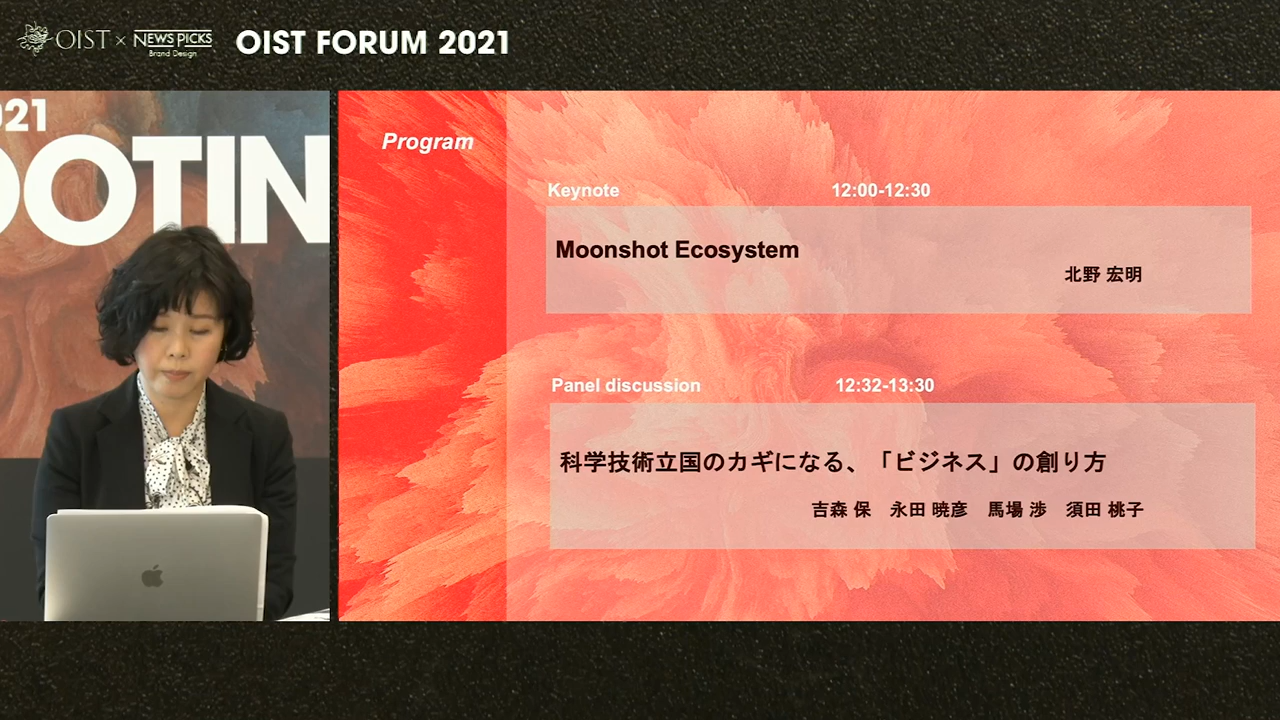 OIST × NEWS PICKS
Brand Design
OIST FORUM 2021
021
OOTIN
Program
Keynote 12:00-12:30
Moonshot Ecosystem
北野 宏明
Panel discussion 12:32-13:30
科学技術立国のカギになる、「ビジネス」の創り方
吉森 保 永田 暁彦 馬場 渉 須田 桃子